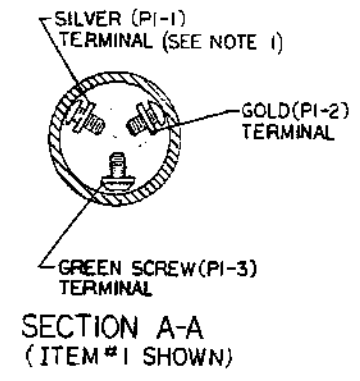 SILVER (P1-1)
TERMINAL (SEE NOTE 1)
GOLD(P1-2)
TERMINAL
GREEN SCREW(P1-3)
TERMINAL
SECTION A-A
(ITEM#1 SHOWN)